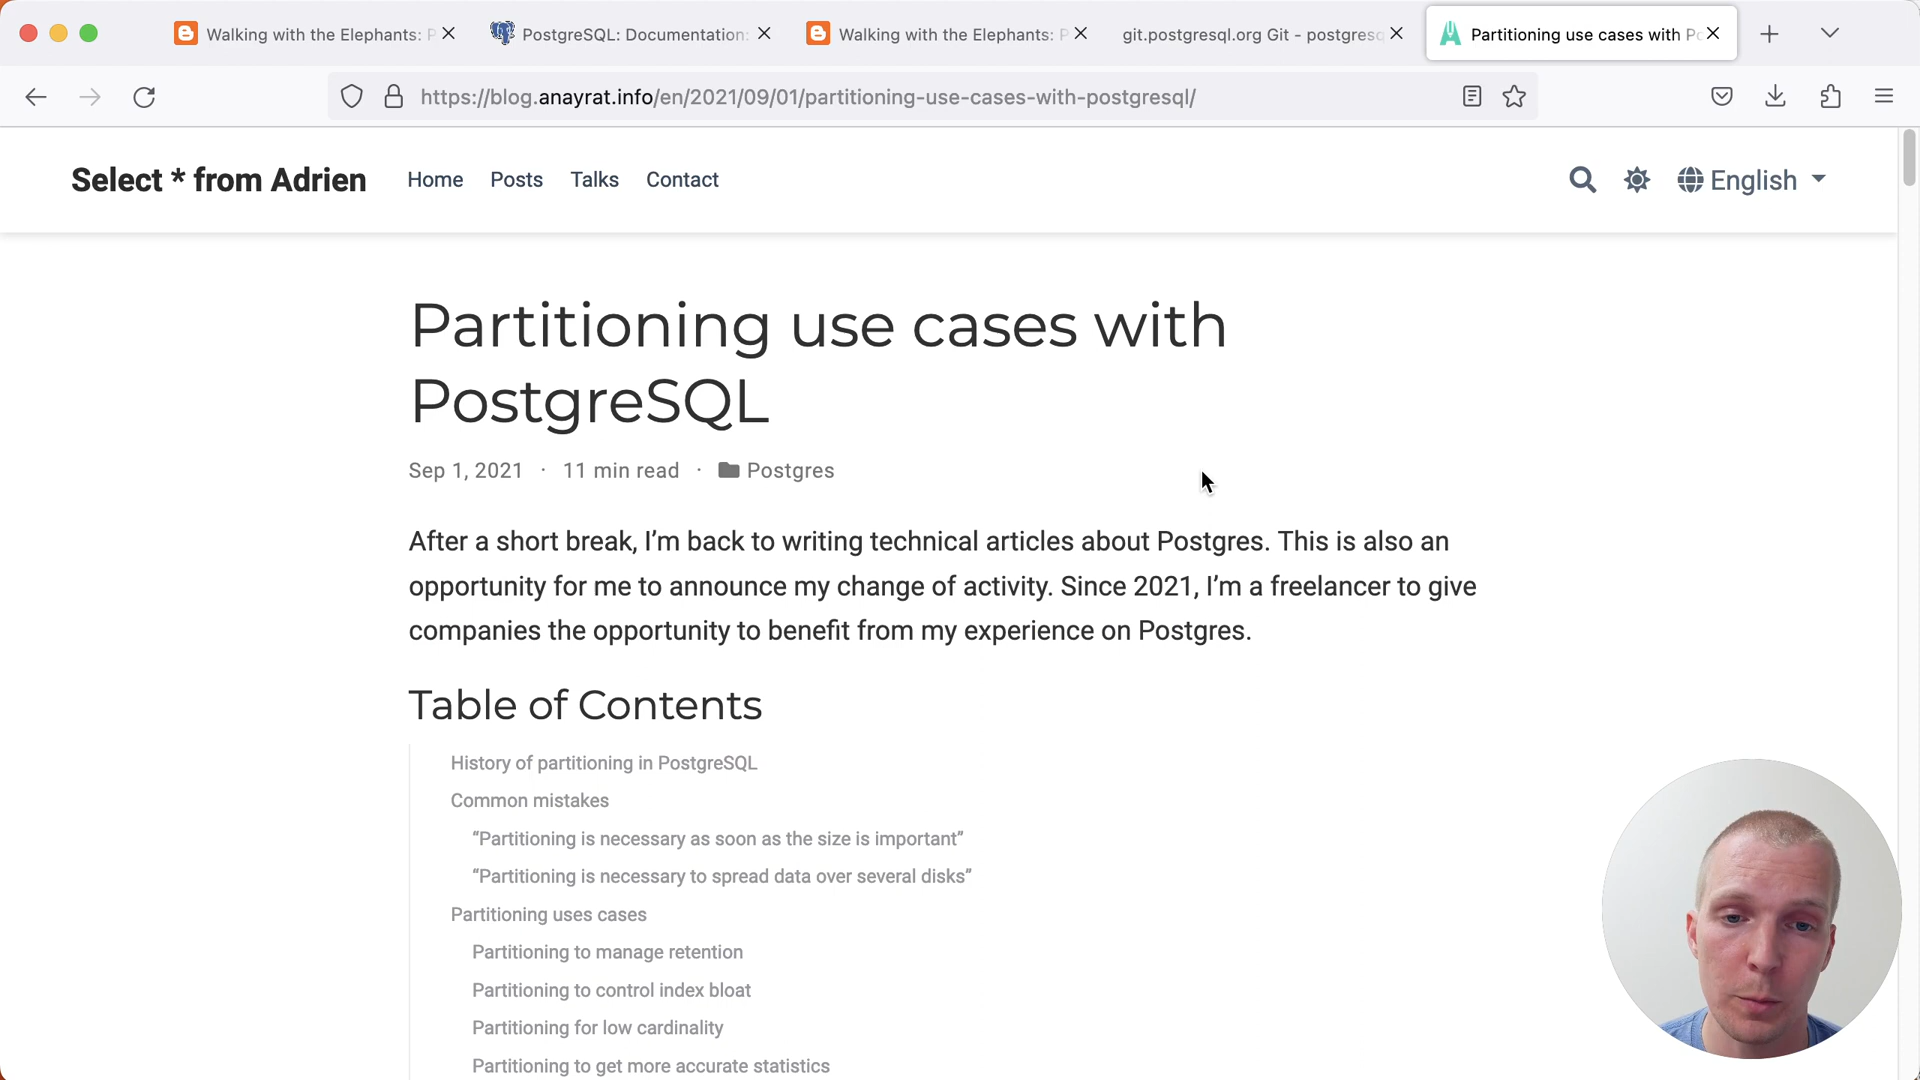 Walking with the Elephants: P
PostgreSQL: Documentation:
Walking with the Elephants: P
git.postgresql.org Git - postgresq
Partitioning use cases with Po
https://blog.anayrat.info/en/2021/09/01/partitioning-use-cases-with-postgresql/
Select * from Adrien
Home
Posts
Talks
Contact
English
Partitioning use cases with
PostgreSQL
Sep 1, 2021 · 11 min read · Postgres
After a short break, I’m back to writing technical articles about Postgres. This is also an
opportunity for me to announce my change of activity. Since 2021, I’m a freelancer to give
companies the opportunity to benefit from my experience on Postgres.
Table of Contents
History of partitioning in PostgreSQL
Common mistakes
“Partitioning is necessary as soon as the size is important”
“Partitioning is necessary to spread data over several disks”
Partitioning uses cases
Partitioning to manage retention
Partitioning to control index bloat
Partitioning for low cardinality
Partitioning to get more accurate statistics